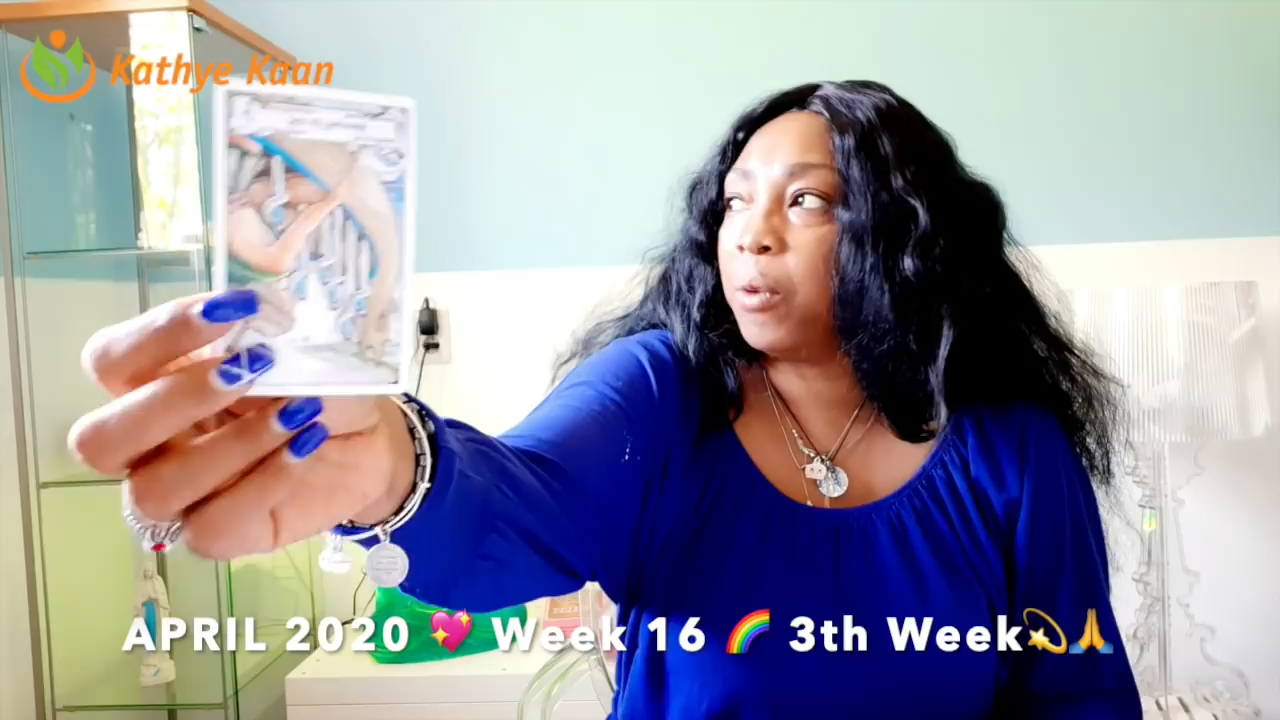 Kathye Kaan
APRIL 2020 💖 Week 16 🌈 3th Week💫🙏